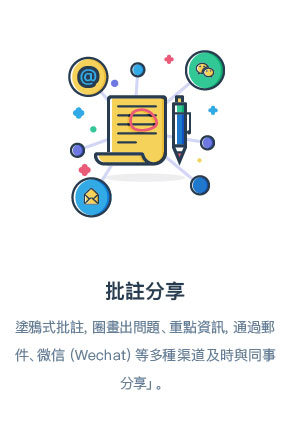 批註分享
塗鴉式批註, 圈畫出問題、重點資訊, 通過郵
件、微信 (Wechat) 等多種渠道及時與同事
分享」。